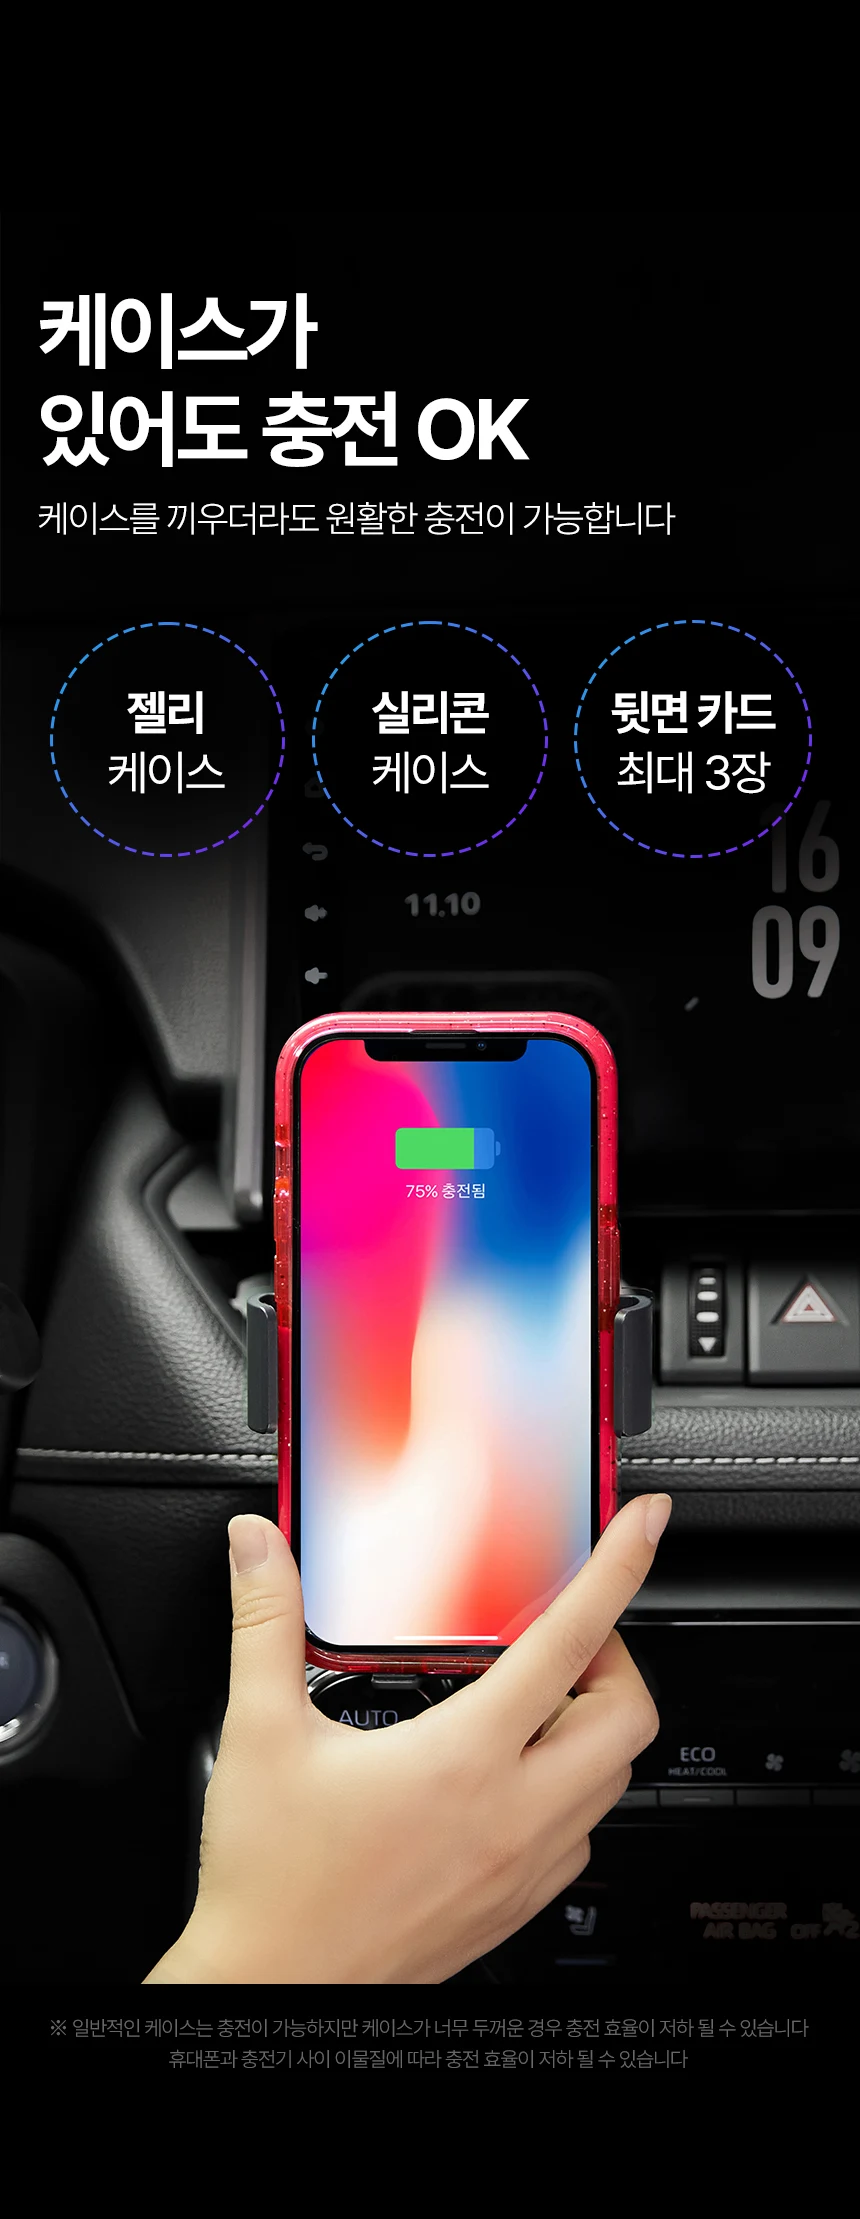 케이스가
있어도 충전 OK
케이스를 끼우더라도 원활한 충전이 가능합니다
젤리
케이스
실리콘
케이스
뒷면 카드
최대 3장
16
09
11.10
75% 충전됨
AUTO
ECO
HEAT/COOL
PASSENGER
AIR BAG OFF
※ 일반적인 케이스는 충전이 가능하지만 케이스가 너무 두꺼운 경우 충전 효율이 저하 될 수 있습니다
휴대폰과 충전기 사이 이물질에 따라 충전 효율이 저하 될 수 있습니다